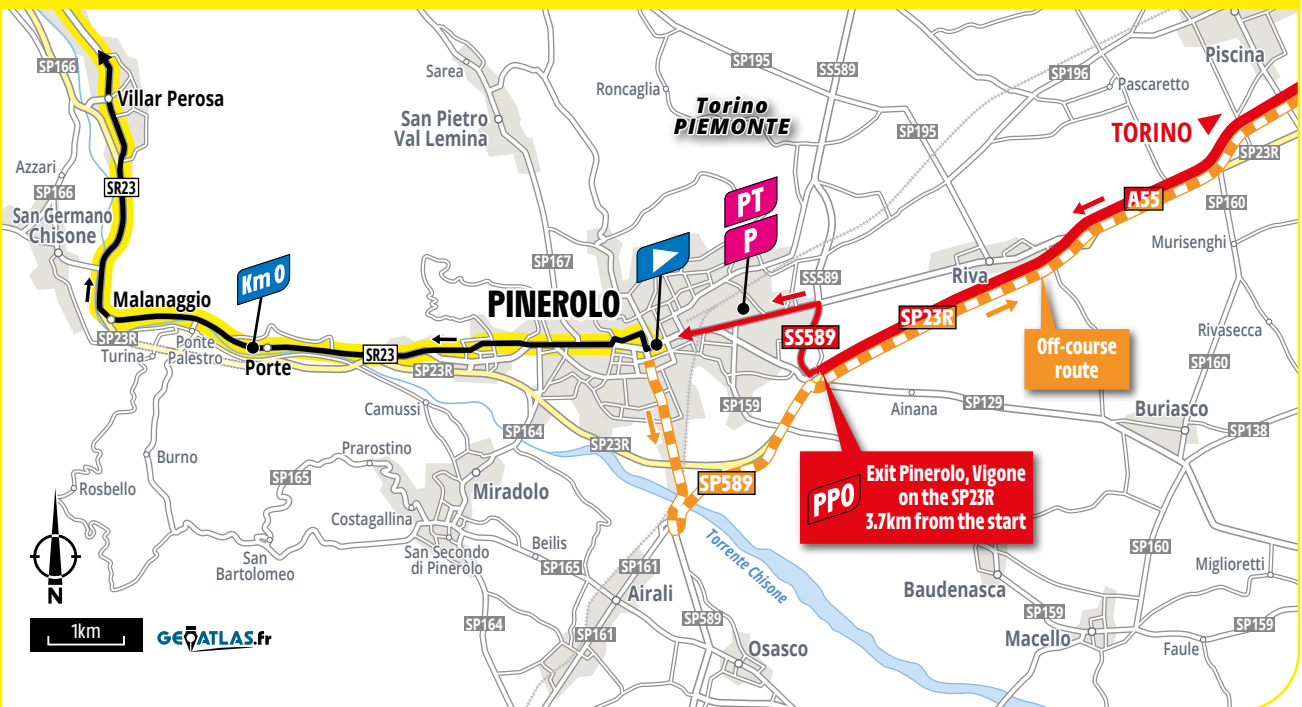 SP166
Sarea
Roncaglia
SP195
SS589
SP196
Piscina
Pascaretto
Villar Perosa
San Pietro
Val Lemina
Torino
PIEMONTE
SP195
TORINO
SP23R
Azzari
SP166
SR23
PT
P
A55
SP160
San Germano
Chisone
Murisenghi
Km 0
SP167
SS589
Riva
Malanaggio
PINEROLO
SP23R
SS589
Rivasecca
SP23R
Turina
Ponte
Palestro
Porte
SR23
SP23R
Off-course
route
SP160
Camussi
SP159
Ainana
SP129
Buriasco
SP138
SP164
SP23R
Prarostino
Burno
SP165
Rosbello
Miradolo
SP589
PPO
Exit Pinerolo, Vigone
on the SP23R
3.7km from the start
Costagallina
San
Bartolomeo
San Secondo
di Pinerolo
Beilis
SP165
Torrente Chisone
SP160
Miglioretti
N
SP161
Airali
Baudenasca
1km
GEOATLAS.fr
SP164
SP161
SP589
SP159
Macello
SP159
Faule
Osasco